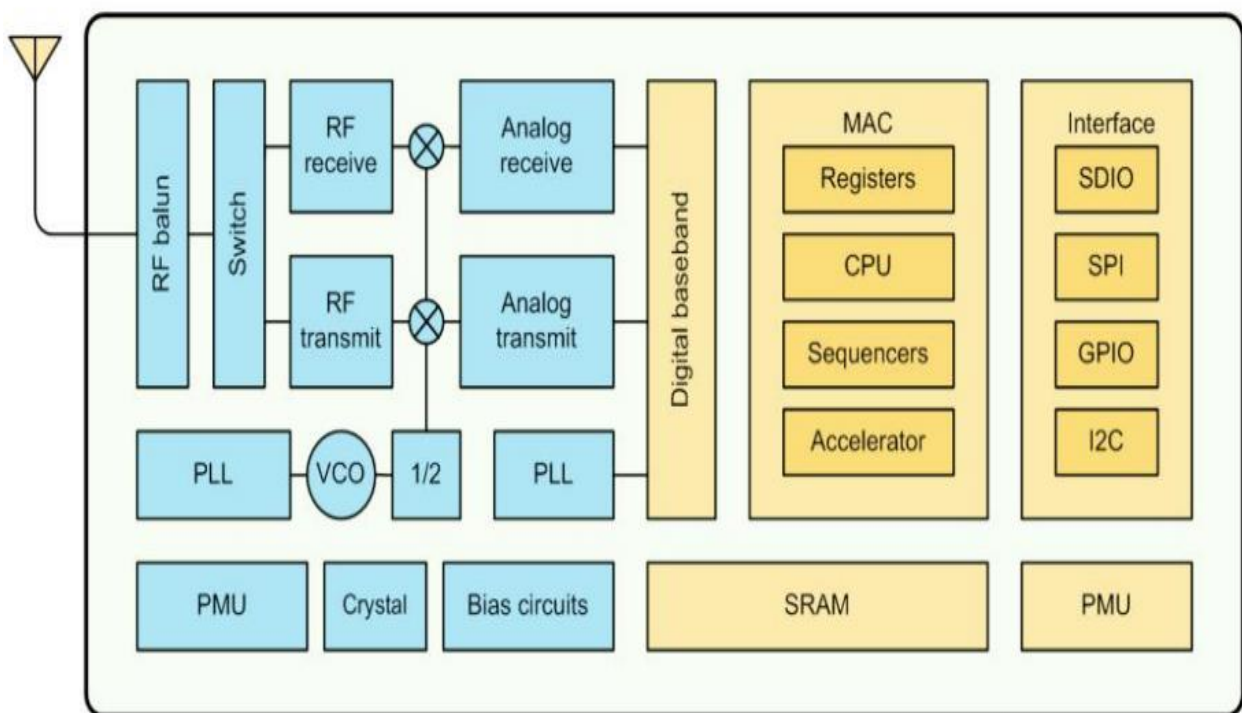 RF balun
Switch
RF
receive
Analog
receive
RF
transmit
Analog
transmit
Digital baseband
MAC
Registers
CPU
Sequencers
Accelerator
Interface
SDIO
SPI
GPIO
I2C
PLL
VCO
1/2
PLL
PMU
Crystal
Bias circuits
SRAM
PMU